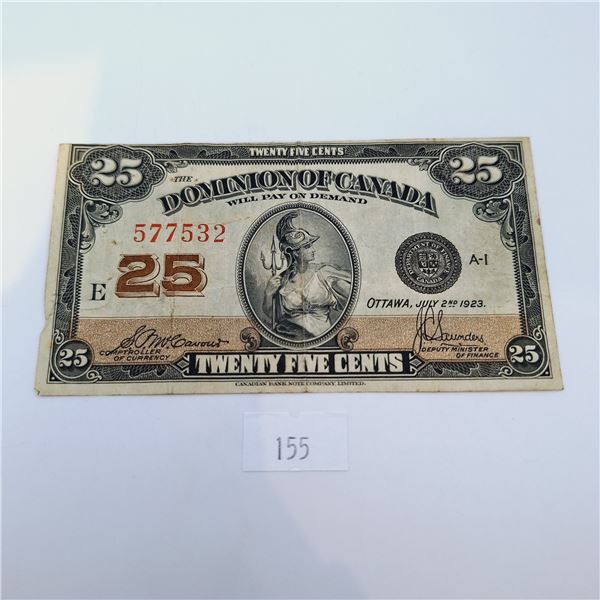 TWENTY FIVE CENTS
25 25
THE
DOMINION OF CANADA
WILL PAY ON DEMAND
577532
E 25
A-1
OTTAWA, JULY 2ND 1923.
S.P. McCavour
COMPTROLLER
OF CURRENCY
J.C. Saunders
DEPUTY MINISTER
OF FINANCE
25 TWENTY FIVE CENTS 25
CANADIAN BANK NOTE COMPANY, LIMITED.
155